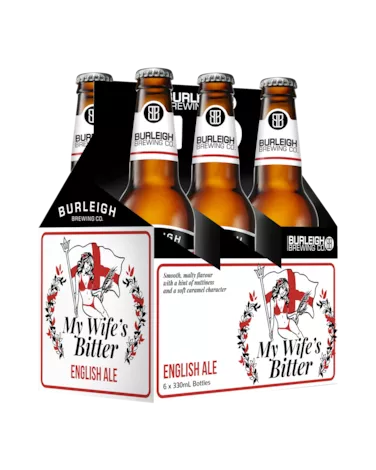 BURLEIGH
BREWING CO.
BURLEIGH
BREWING CO.
BURLEIGH
BREWING CO.
BURLEIGH
BREWING CO.
My Wife's
Bitter
ENGLISH ALE
Smooth, malty flavour
with a hint of nuttiness
and a soft caramel character
My Wife's
Bitter
ENGLISH ALE
6 x 330mL Bottles